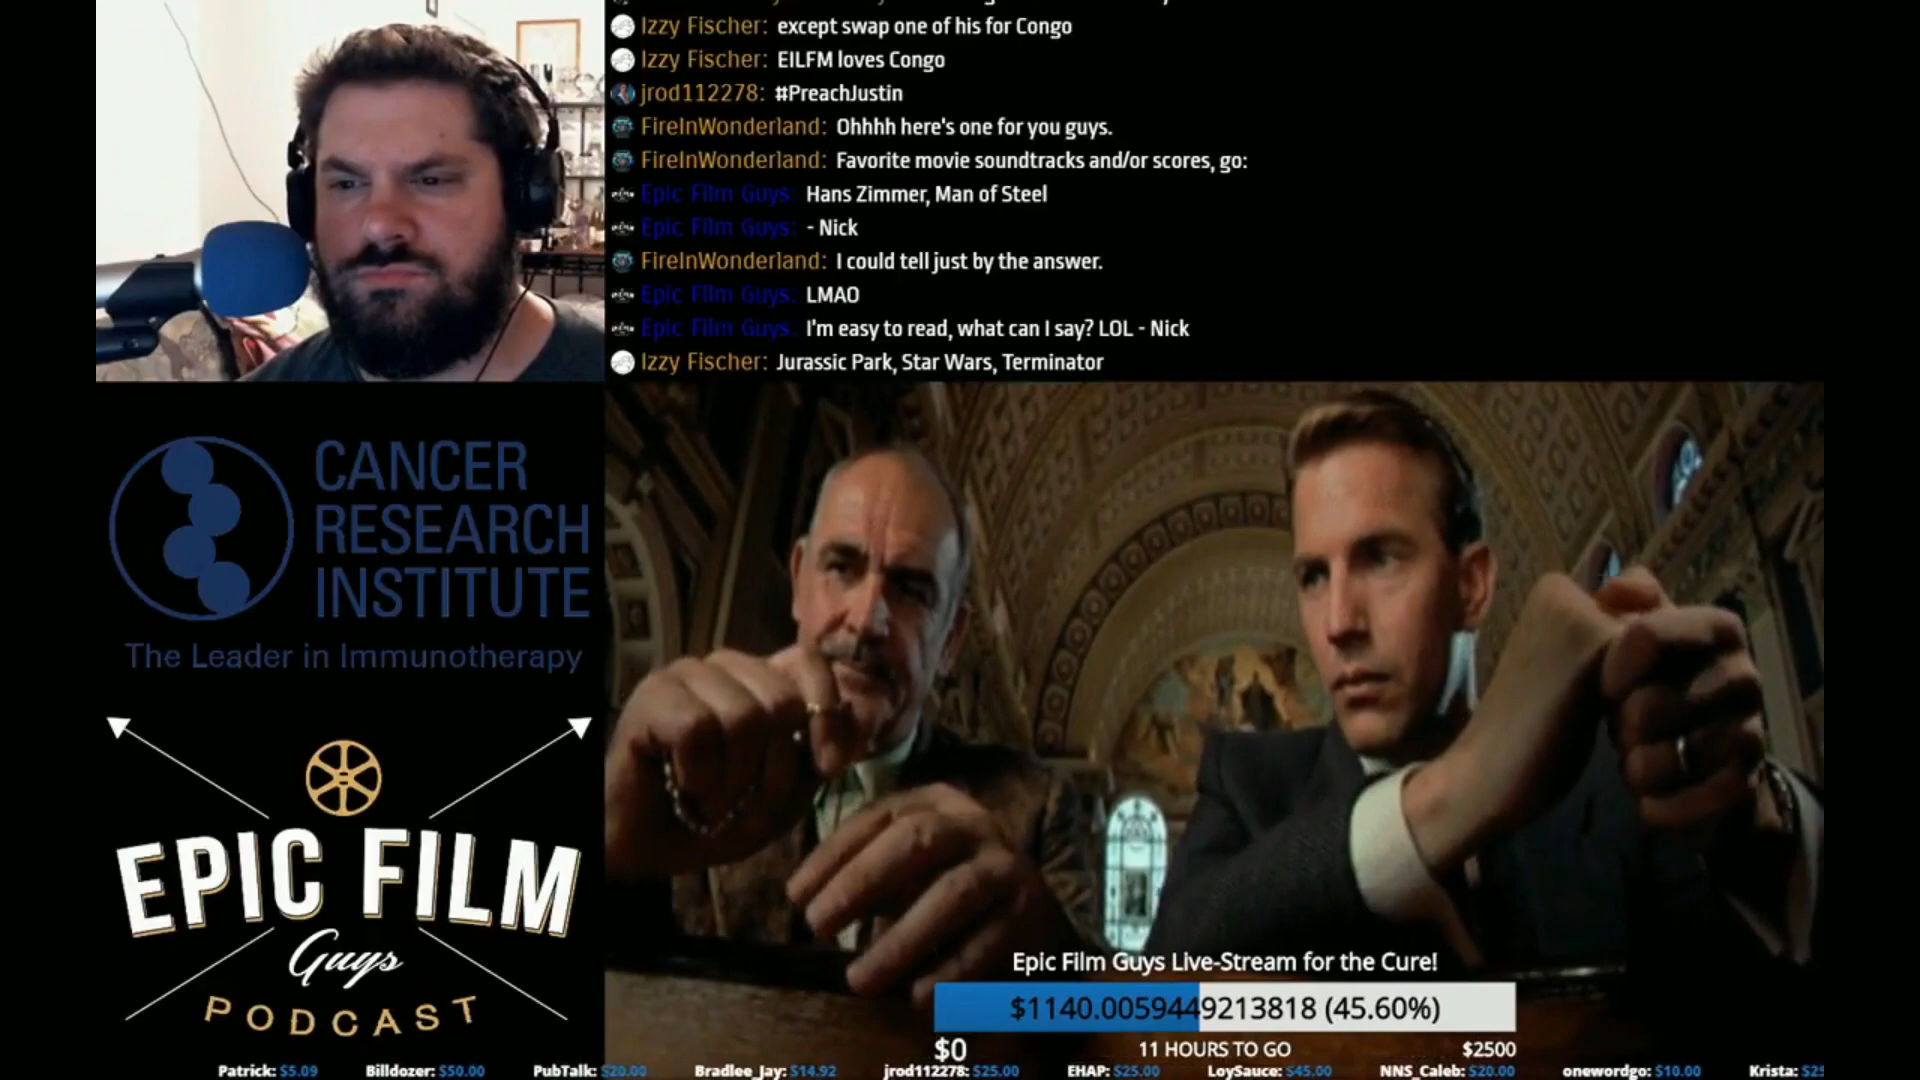 Izzy Fischer: except swap one of his for Congo
Izzy Fischer: EILFM loves Congo
jrod112278: #PreachJustin
FireInWonderland: Ohhhh here's one for you guys.
FireInWonderland: Favorite movie soundtracks and/or scores, go:
Epic Film Guys: Hans Zimmer, Man of Steel
Epic Film Guys: - Nick
FireInWonderland: I could tell just by the answer.
Epic Film Guys: LMAO
Epic Film Guys: I'm easy to read, what can I say? LOL - Nick
Izzy Fischer: Jurassic Park, Star Wars, Terminator
CANCER
RESEARCH
INSTITUTE
The Leader in Immunotherapy
EPIC FILM
Guys
PODCAST
Epic Film Guys Live-Stream for the Cure!
$1140.0059449213818 (45.60%)
$0 11 HOURS TO GO $2500
Patrick: $5.09 Billdozer: $50.00 PubTalk: $20.00 Bradlee_Jay: $14.92 jrod112278: $25.00 EHAP: $25.00 LoySauce: $45.00 NNS_Caleb: $20.00 onewordgo: $10.00 Krista: